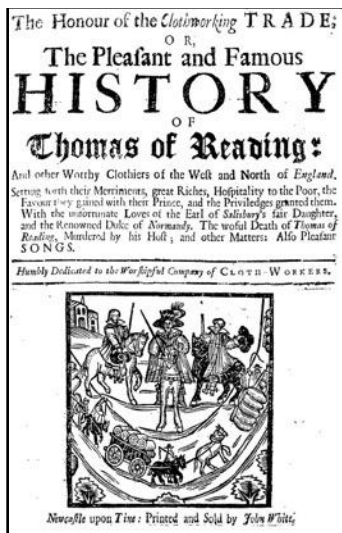 The Honour of the Clothworking TRADE;
OR,
The Pleaſant and Famous
HISTORY
OF
Thomas of Reading:
And other Worthy Clothiers of the West and North of England.
Setting forth their Merriments, great Riches, Hoſpitality to the Poor, the
Favour they gained with their Prince, and the Priviledges granted them.
With the unfortunate Loves of the Earl of Salisbury's fair Daughter,
and the Renowned Duke of Normandy. The woful Death of Thomas of
Reading, Murdered by his Hoſt; and other Matters: Alſo Pleaſant
SONGS.
Humbly Dedicated to the Worſhipful Company of CLOTH-WORKERS.
Newcaſtle upon Tine: Printed and Sold by John White,